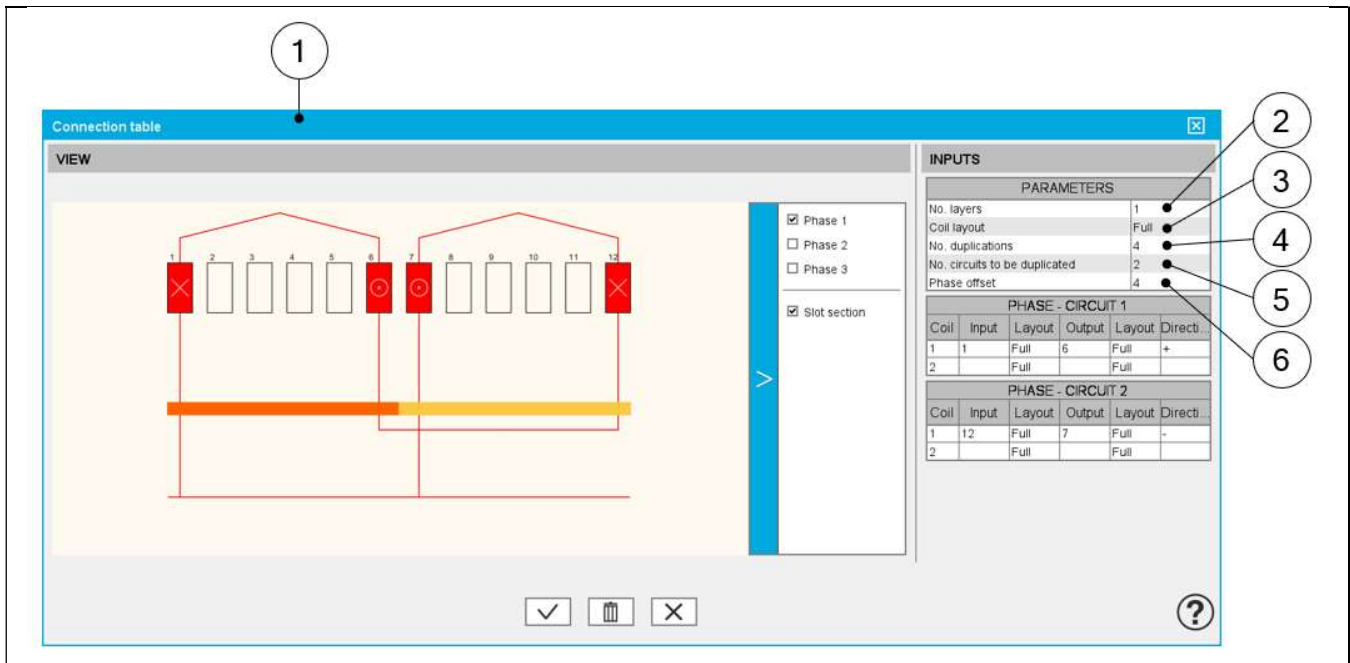 1
Connection table
2
VIEW
INPUTS
3
PARAMETERS
No. layers 1
Coil layout Full
4
No. duplications 4
No. circuits to be duplicated 2
Phase offset 4
5
6
Phase 1
Phase 2
Phase 3
Slot section
1 2 3 4 5 6 7 8 9 10 11 12
>
PHASE - CIRCUIT 1
Coil Input Layout Output Layout Directi...
1 1 Full 6 Full +
2 Full Full
PHASE - CIRCUIT 2
Coil Input Layout Output Layout Directi...
1 12 Full 7 Full -
2 Full Full
?